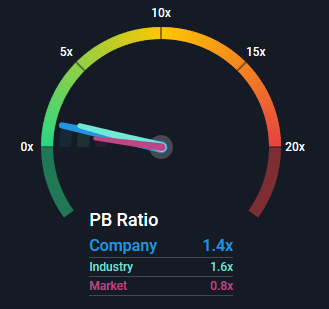 10x
5x
15x
0x
20x
PB Ratio
Company 1.4x
Industry 1.6x
Market 0.8x